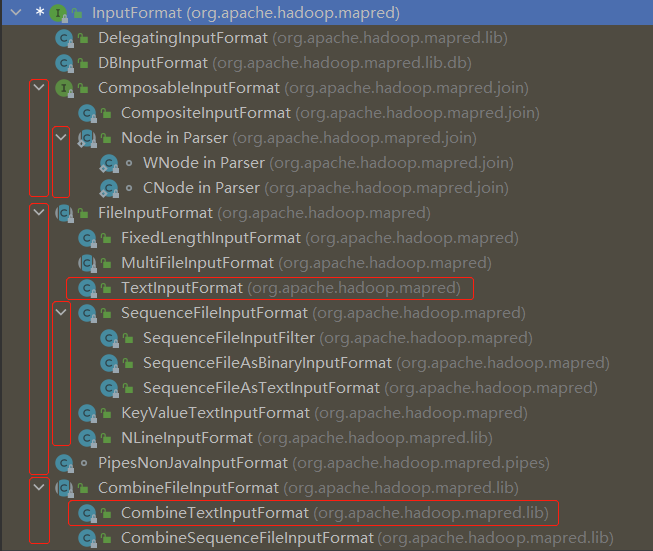 * InputFormat (org.apache.hadoop.mapred)
DelegatingInputFormat (org.apache.hadoop.mapred.lib)
DBInputFormat (org.apache.hadoop.mapred.lib.db)
ComposableInputFormat (org.apache.hadoop.mapred.join)
CompositeInputFormat (org.apache.hadoop.mapred.join)
Node in Parser (org.apache.hadoop.mapred.join)
WNode in Parser (org.apache.hadoop.mapred.join)
CNode in Parser (org.apache.hadoop.mapred.join)
FileInputFormat (org.apache.hadoop.mapred)
FixedLengthInputFormat (org.apache.hadoop.mapred)
MultiFileInputFormat (org.apache.hadoop.mapred)
TextInputFormat (org.apache.hadoop.mapred)
SequenceFileInputFormat (org.apache.hadoop.mapred)
SequenceFileInputFilter (org.apache.hadoop.mapred)
SequenceFileAsBinaryInputFormat (org.apache.hadoop.mapred)
SequenceFileAsTextInputFormat (org.apache.hadoop.mapred)
KeyValueTextInputFormat (org.apache.hadoop.mapred)
NLineInputFormat (org.apache.hadoop.mapred.lib)
PipesNonJavaInputFormat (org.apache.hadoop.mapred.pipes)
CombineFileInputFormat (org.apache.hadoop.mapred.lib)
CombineTextInputFormat (org.apache.hadoop.mapred.lib)
CombineSequenceFileInputFormat (org.apache.hadoop.mapred.lib)